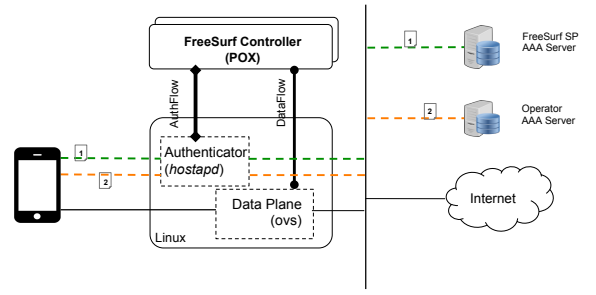 FreeSurf Controller
(POX)
1
FreeSurf SP
AAA Server
AuthFlow
DataFlow
2
Operator
AAA Server
1
Authenticator
(hostapd)
2
Data Plane
(ovs)
Internet
Linux